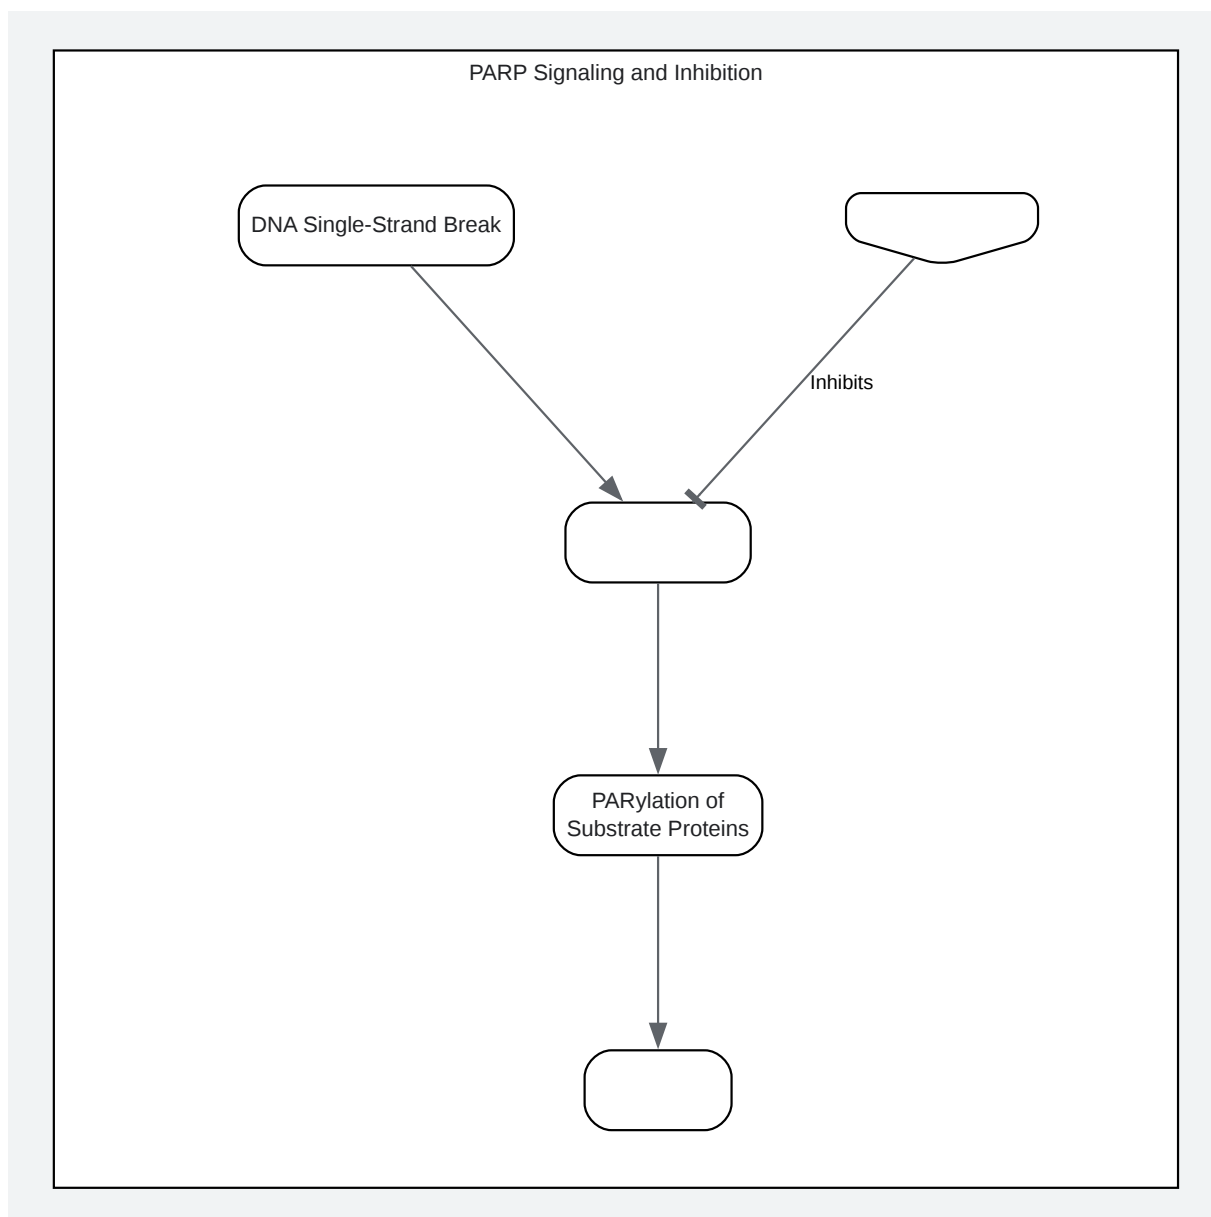 PARP Signaling and Inhibition
DNA Single-Strand Break
Inhibits
PARylation of
Substrate Proteins